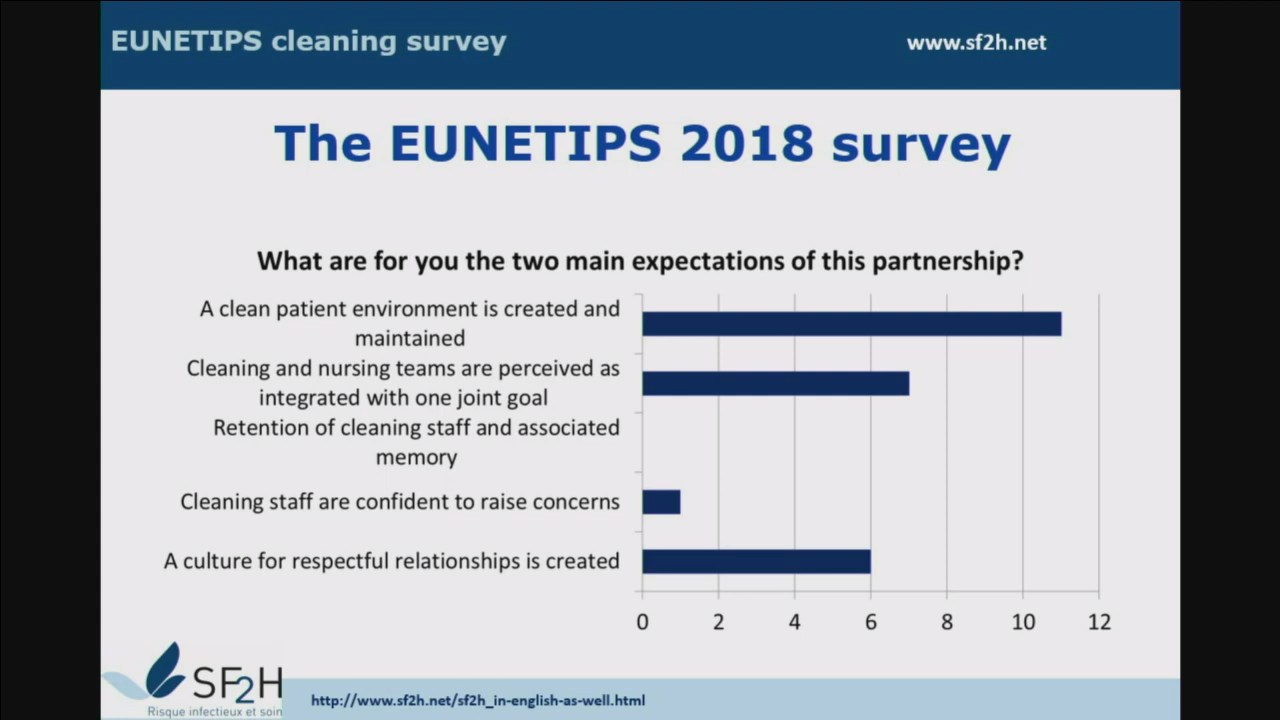 EUNETIPS cleaning survey
www.sf2h.net
The EUNETIPS 2018 survey
What are for you the two main expectations of this partnership?
A clean patient environment is created and
maintained
Cleaning and nursing teams are perceived as
integrated with one joint goal
Retention of cleaning staff and associated
memory
Cleaning staff are confident to raise concerns
A culture for respectful relationships is created
0 2 4 6 8 10 12
SF2H
Risque infectieux et soin
http://www.sf2h.net/sf2h_in-english-as-well.html